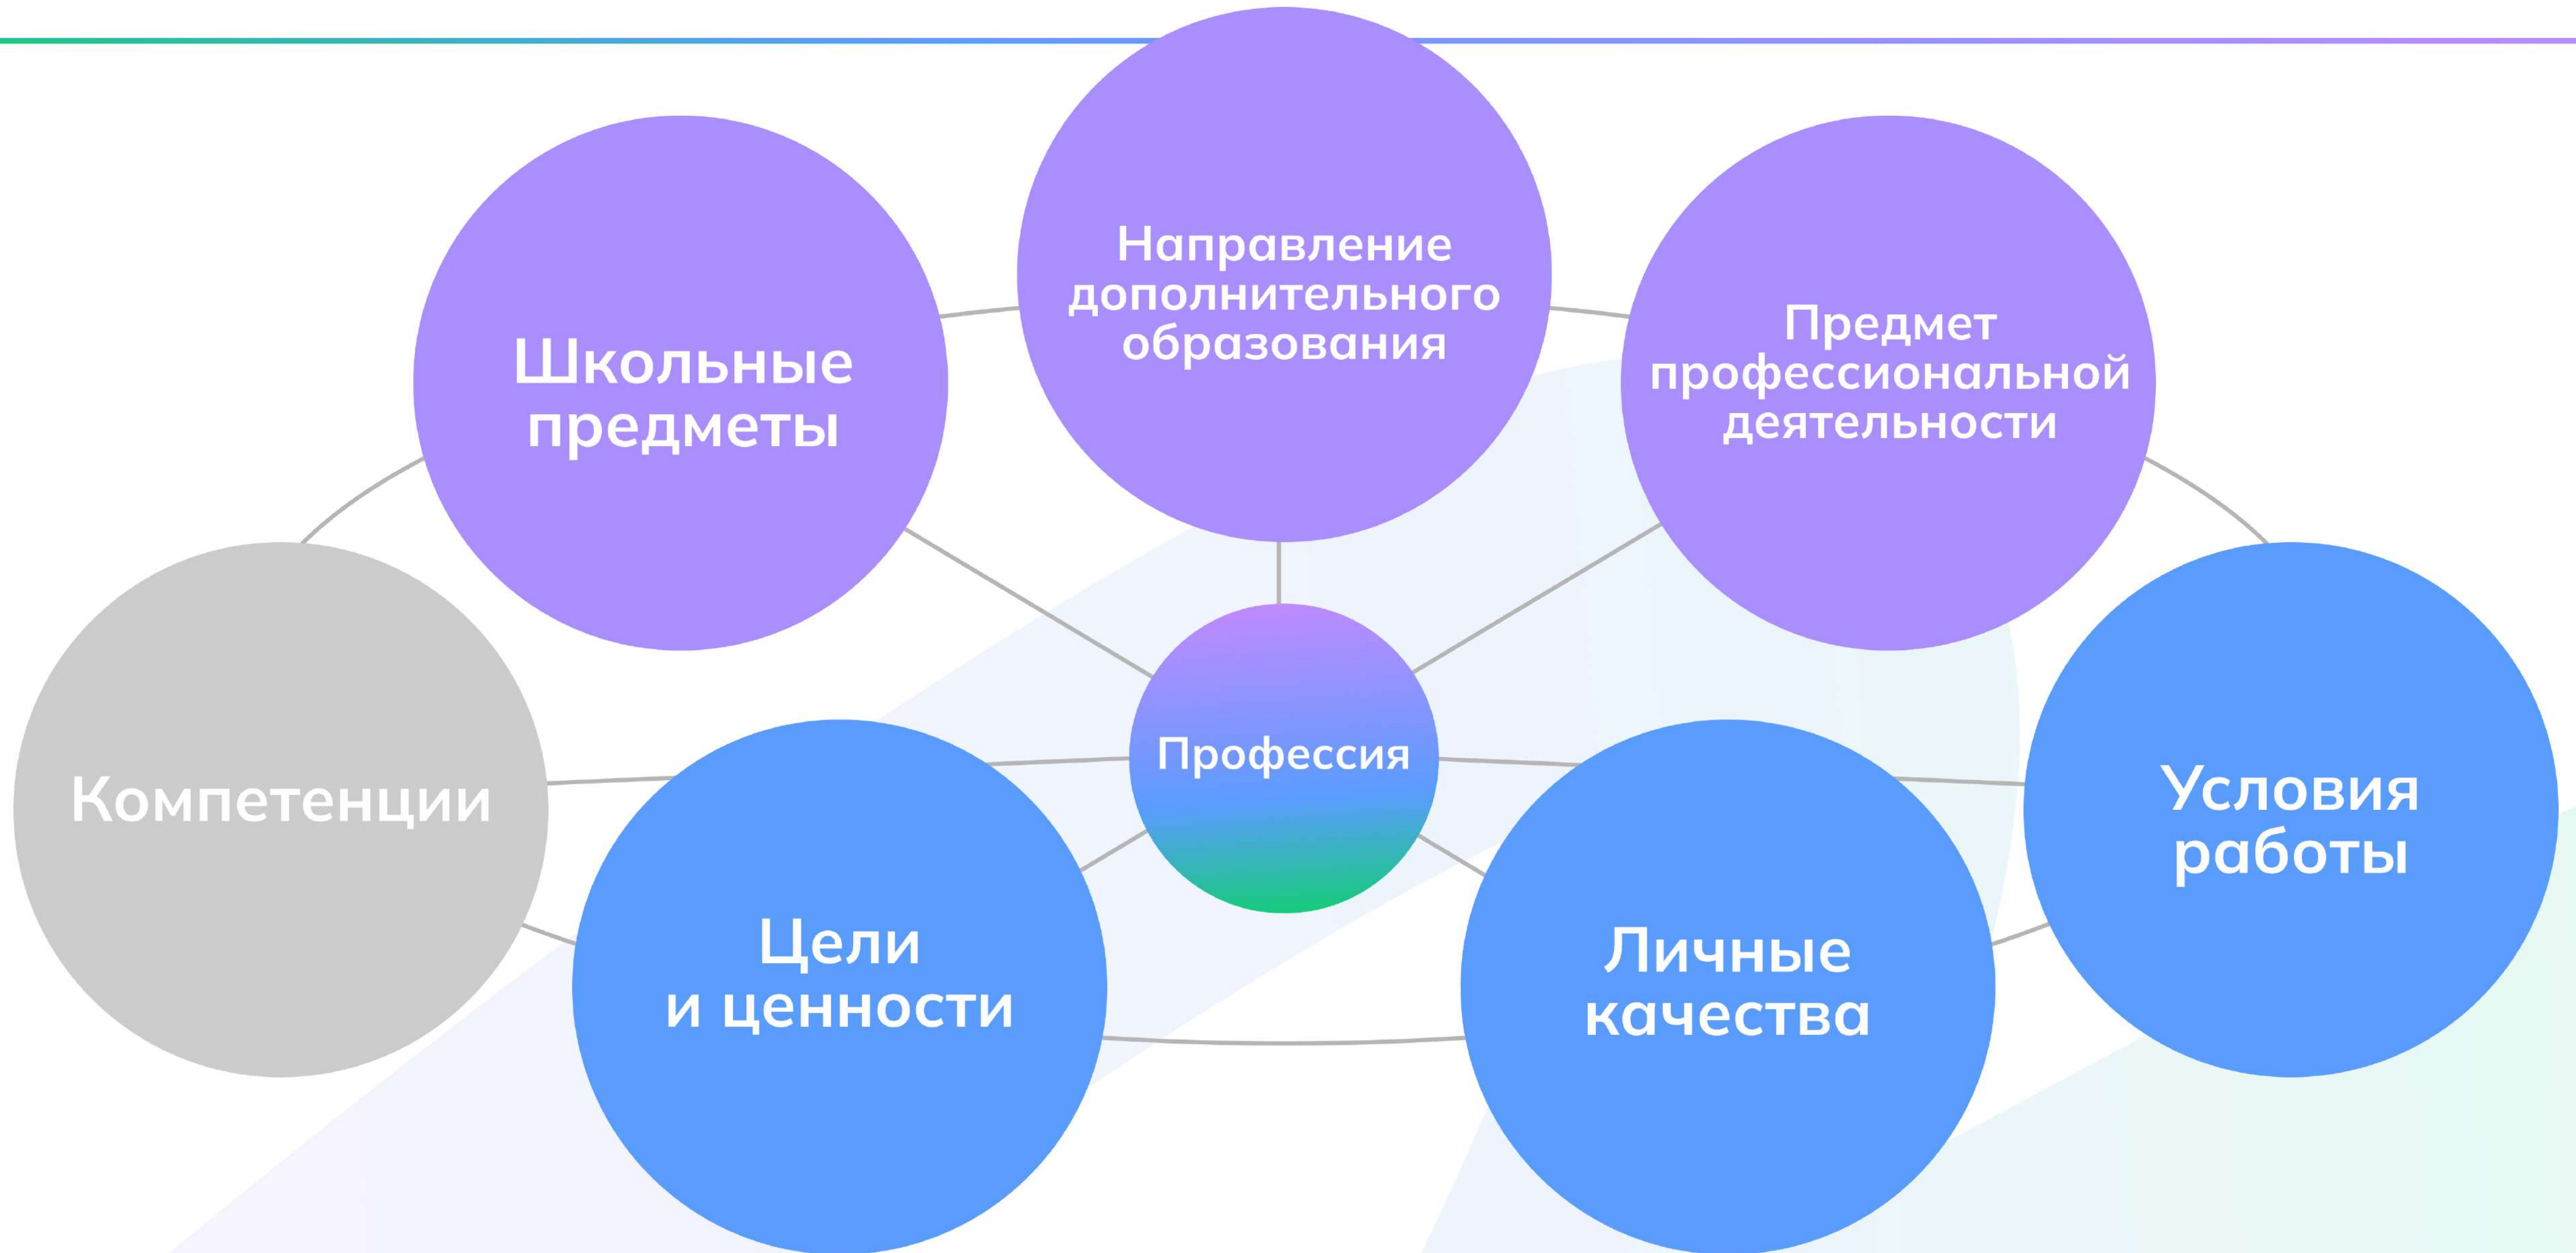 Направление
дополнительного
образования
Школьные
предметы
Предмет
профессиональной
деятельности
Компетенции
Профессия
Условия
работы
Цели
и ценности
Личные
качества